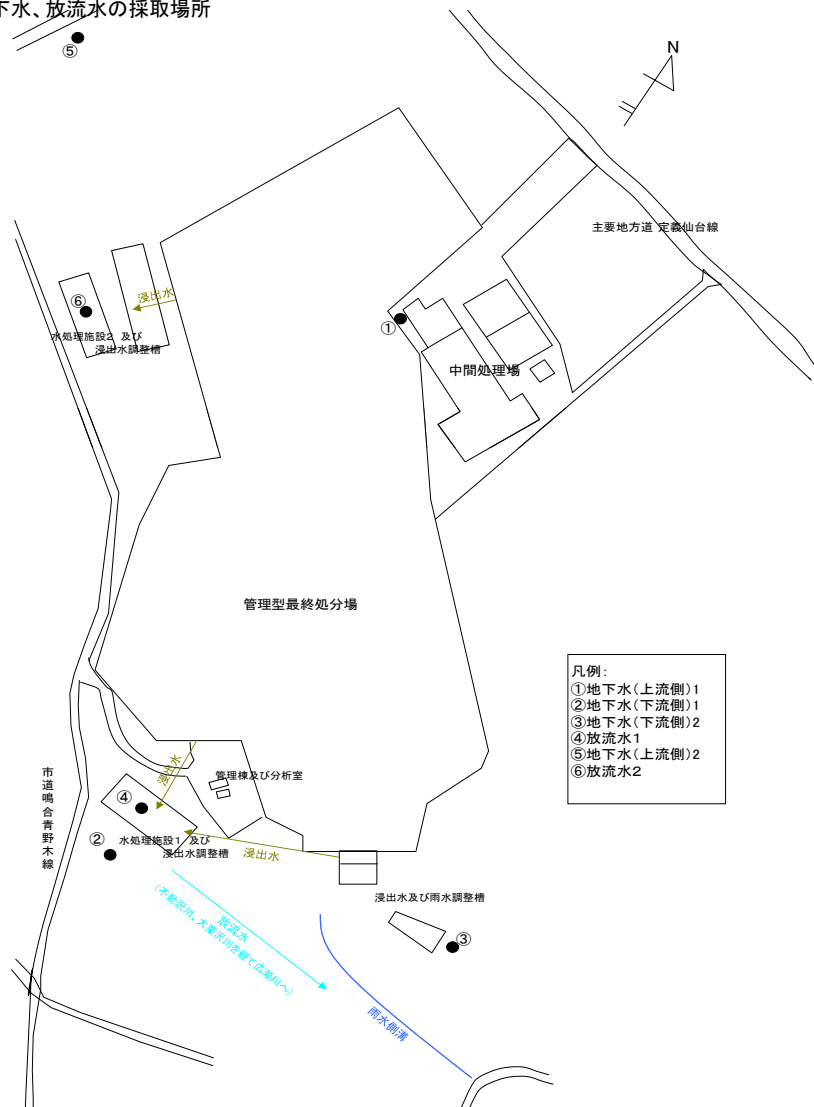 下水、放流水の採取場所
⑤
N
主要地方道 定義仙台線
浸出水
⑥
水処理施設2 及び
浸出水調整槽
①
中間処理場
管理型最終処分場
凡例:
①地下水(上流側)1
②地下水(下流側)1
③地下水(下流側)2
④放流水1
⑤地下水(上流側)2
⑥放流水2
市道鳴合青野木線
浸出水
管理棟及び分析室
④
水処理施設1 及び
浸出水調整槽
②
浸出水
浸出水及び雨水調整槽
③
放流水
(不動沢川、大栗沢川を経て広瀬川へ)
雨水側溝